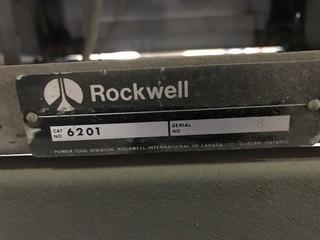 Rockwell
CAT NO 6201 SERIAL NO
POWER TOOL DIVISION, ROCKWELL INTERNATIONAL OF CANADA LTD. GUELPH, ONTARIO